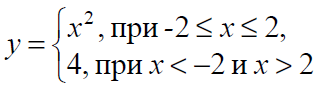 y = { x², при -2 ≤ x ≤ 2,
4, при x < −2 и x > 2